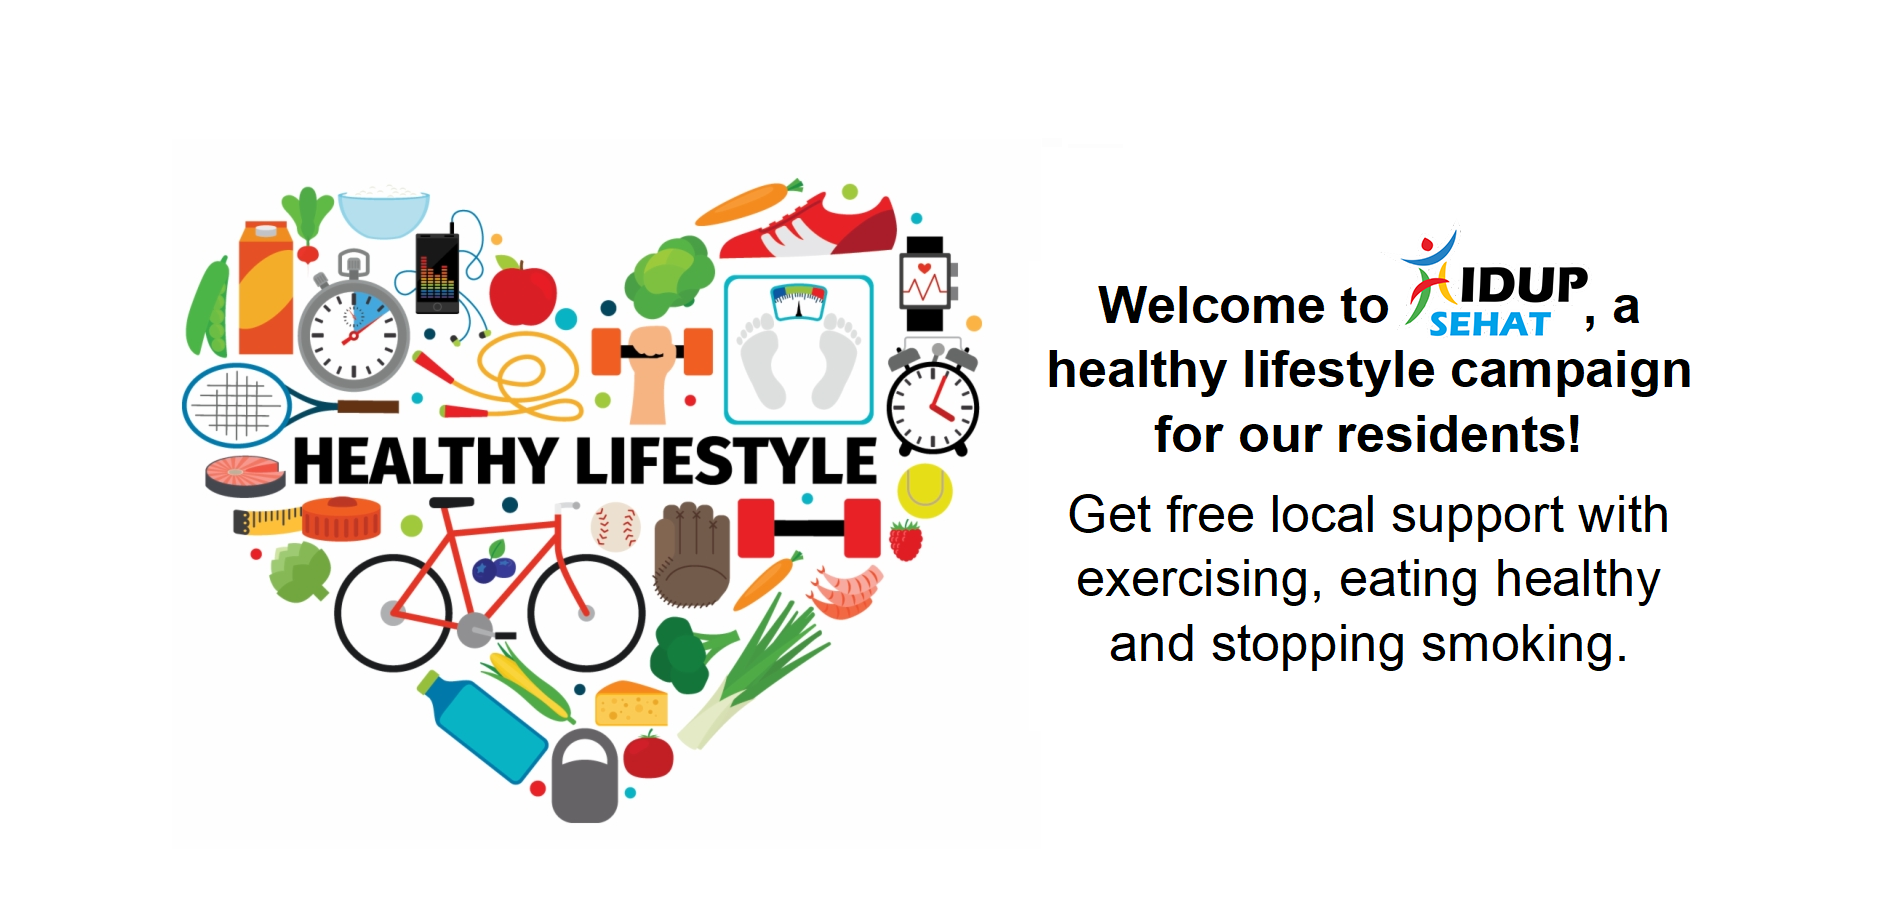 HEALTHY LIFESTYLE
Welcome to HIDUP SEHAT, a
healthy lifestyle campaign
for our residents!
Get free local support with
exercising, eating healthy
and stopping smoking.